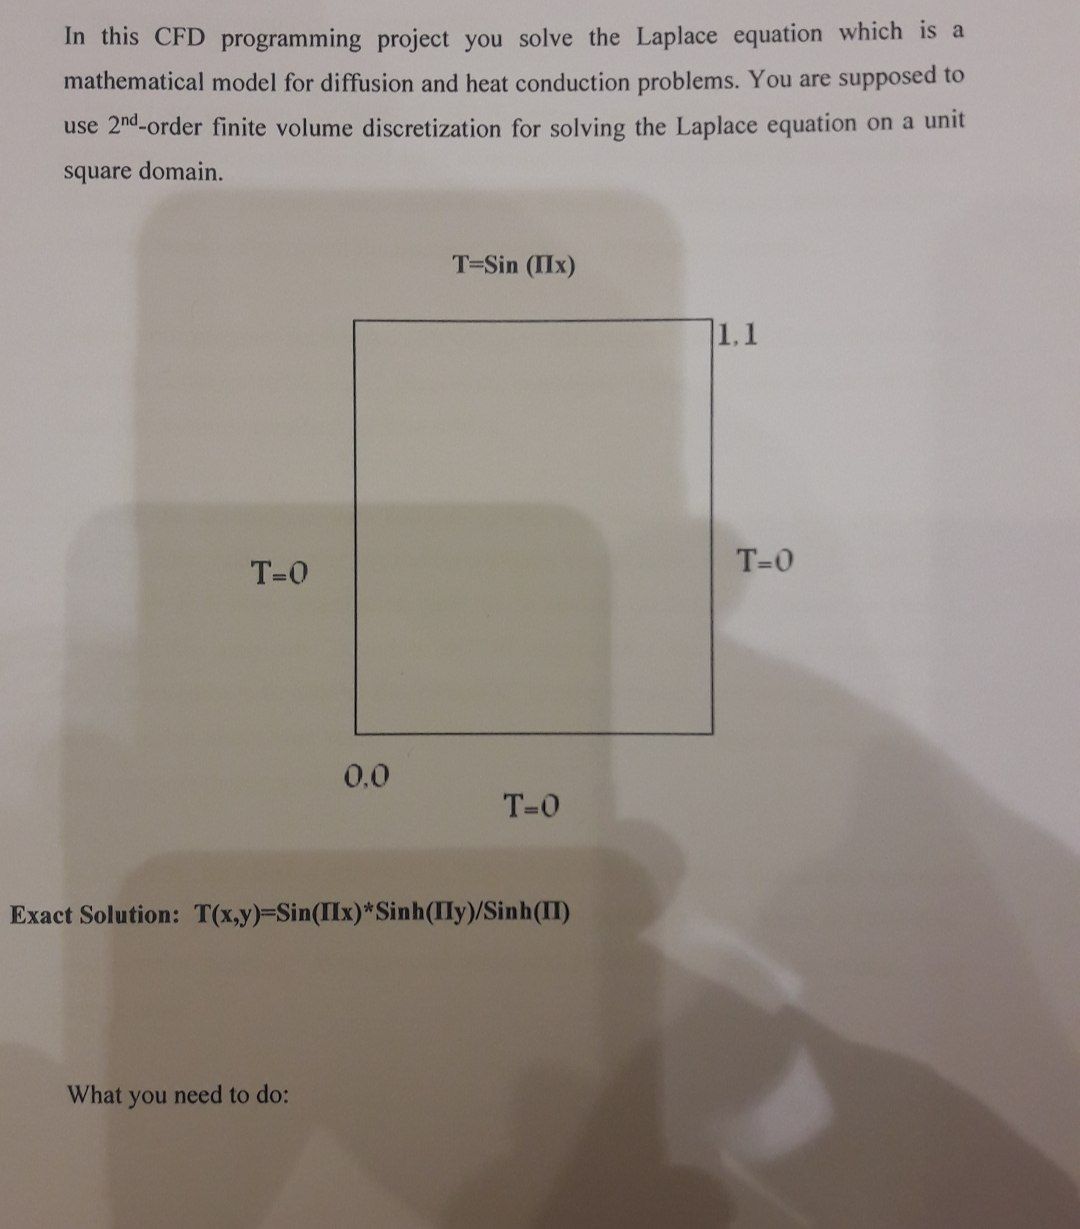 In this CFD programming project you solve the Laplace equation which is a
mathematical model for diffusion and heat conduction problems. You are supposed to
use 2nd-order finite volume discretization for solving the Laplace equation on a unit
square domain.
T=Sin (Πx)
1,1
T=0
T=0
0,0
T=0
Exact Solution: T(x,y)=Sin(Πx)*Sinh(Πy)/Sinh(Π)
What you need to do: